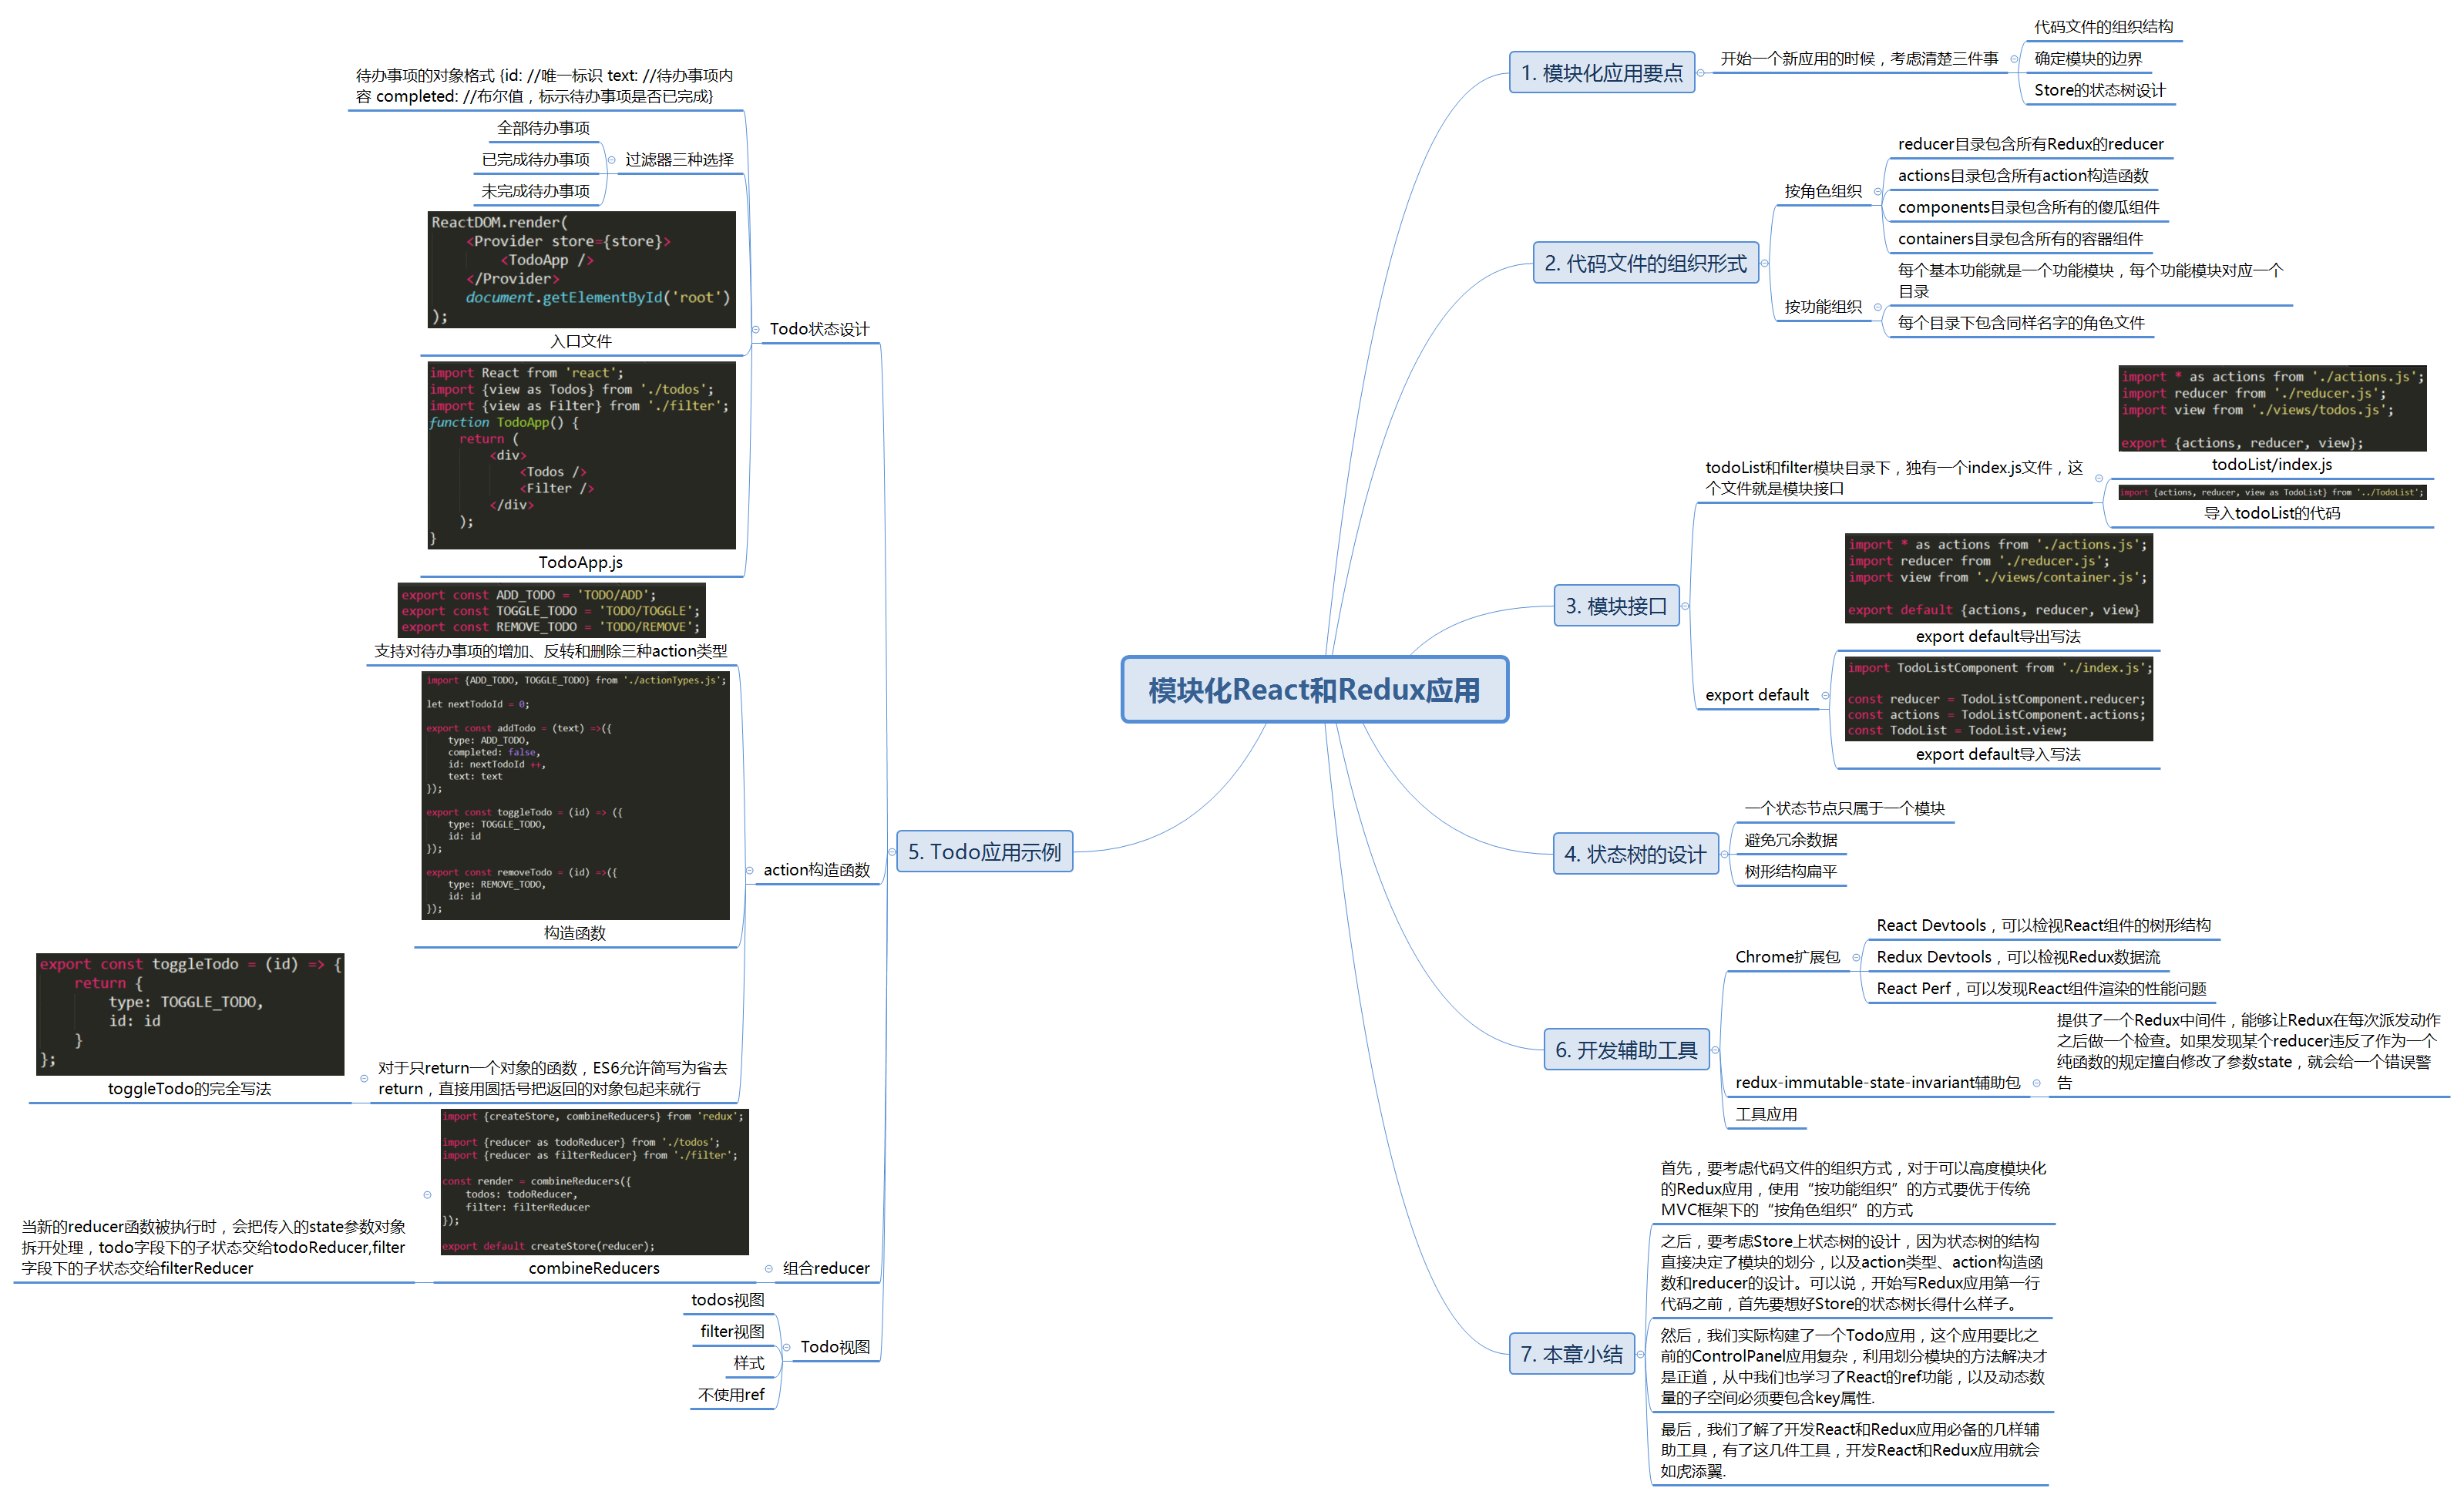 模块化React和Redux应用
1. 模块化应用要点
开始一个新应用的时候，考虑清楚三件事
代码文件的组织结构
确定模块的边界
Store的状态树设计
2. 代码文件的组织形式
按角色组织
reducer目录包含所有Redux的reducer
actions目录包含所有action构造函数
components目录包含所有的傻瓜组件
containers目录包含所有的容器组件
按功能组织
每个基本功能就是一个功能模块，每个功能模块对应一个
目录
每个目录下包含同样名字的角色文件
3. 模块接口
todoList和filter模块目录下，独有一个index.js文件，这
个文件就是模块接口
import * as actions from './actions.js';
import reducer from './reducer.js';
import view from './views/todos.js';
export {actions, reducer, view};
todoList/index.js
import {actions, reducer, view as TodoList} from '../TodoList';
导入todoList的代码
export default
import * as actions from './actions.js';
import reducer from './reducer.js';
import view from './views/container.js';
export default {actions, reducer, view}
export default导出写法
import TodoListComponent from './index.js';
const reducer = TodoListComponent.reducer;
const actions = TodoListComponent.actions;
const TodoList = TodoList.view;
export default导入写法
4. 状态树的设计
一个状态节点只属于一个模块
避免冗余数据
树形结构扁平
5. Todo应用示例
Todo状态设计
待办事项的对象格式 {id: //唯一标识 text: //待办事项内
容 completed: //布尔值，标示待办事项是否已完成}
过滤器三种选择
全部待办事项
已完成待办事项
未完成待办事项
ReactDOM.render(
<Provider store={store}>
<TodoApp />
</Provider>
document.getElementById('root')
);
入口文件
import React from 'react';
import {view as Todos} from './todos';
import {view as Filter} from './filter';
function TodoApp() {
return (
<div>
<Todos />
<Filter />
</div>
);
}
TodoApp.js
action构造函数
export const ADD_TODO = 'TODO/ADD';
export const TOGGLE_TODO = 'TODO/TOGGLE';
export const REMOVE_TODO = 'TODO/REMOVE';
支持对待办事项的增加、反转和删除三种action类型
import {ADD_TODO, TOGGLE_TODO} from './actionTypes.js';
let nextTodoId = 0;
export const addTodo = (text) =>({
type: ADD_TODO,
completed: false,
id: nextTodoId ++,
text: text
});
export const toggleTodo = (id) => ({
type: TOGGLE_TODO,
id: id
});
export const removeTodo = (id) =>({
type: REMOVE_TODO,
id: id
});
构造函数
对于只return一个对象的函数，ES6允许简写为省去
return，直接用圆括号把返回的对象包起来就行
export const toggleTodo = (id) => {
return {
type: TOGGLE_TODO,
id: id
}
};
toggleTodo的完全写法
组合reducer
import {createStore, combineReducers} from 'redux';
import {reducer as todoReducer} from './todos';
import {reducer as filterReducer} from './filter';
const render = combineReducers({
todos: todoReducer,
filter: filterReducer
});
export default createStore(reducer);
combineReducers
当新的reducer函数被执行时，会把传入的state参数对象
拆开处理，todo字段下的子状态交给todoReducer,filter
字段下的子状态交给filterReducer
Todo视图
todos视图
filter视图
样式
不使用ref
6. 开发辅助工具
Chrome扩展包
React Devtools，可以检视React组件的树形结构
Redux Devtools，可以检视Redux数据流
React Perf，可以发现React组件渲染的性能问题
redux-immutable-state-invariant辅助包
提供了一个Redux中间件，能够让Redux在每次派发动作
之后做一个检查。如果发现某个reducer违反了作为一个
纯函数的规定擅自修改了参数state，就会给一个错误警
告
工具应用
7. 本章小结
首先，要考虑代码文件的组织方式，对于可以高度模块化
的Redux应用，使用“按功能组织”的方式要优于传统
MVC框架下的“按角色组织”的方式
之后，要考虑Store上状态树的设计，因为状态树的结构
直接决定了模块的划分，以及action类型、action构造函
数和reducer的设计。可以说，开始写Redux应用第一行
代码之前，首先要想好Store的状态树长得什么样子。
然后，我们实际构建了一个Todo应用，这个应用要比之
前的ControlPanel应用复杂，利用划分模块的方法解决才
是正道，从中我们也学习了React的ref功能，以及动态数
量的子空间必须要包含key属性.
最后，我们了解了开发React和Redux应用必备的几样辅
助工具，有了这几件工具，开发React和Redux应用就会
如虎添翼.